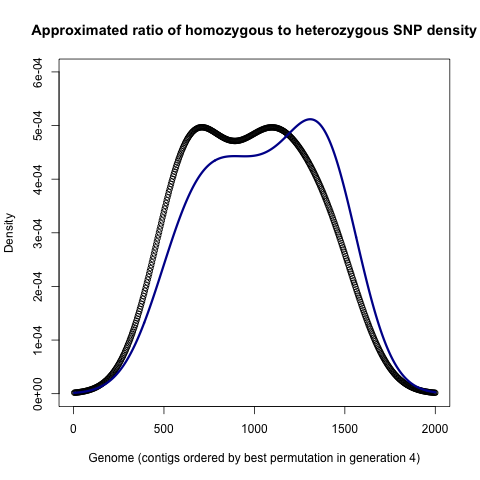 Approximated ratio of homozygous to heterozygous SNP density
6e-04
5e-04
4e-04
3e-04
2e-04
1e-04
0e+00
Density
0 500 1000 1500 2000
Genome (contigs ordered by best permutation in generation 4)